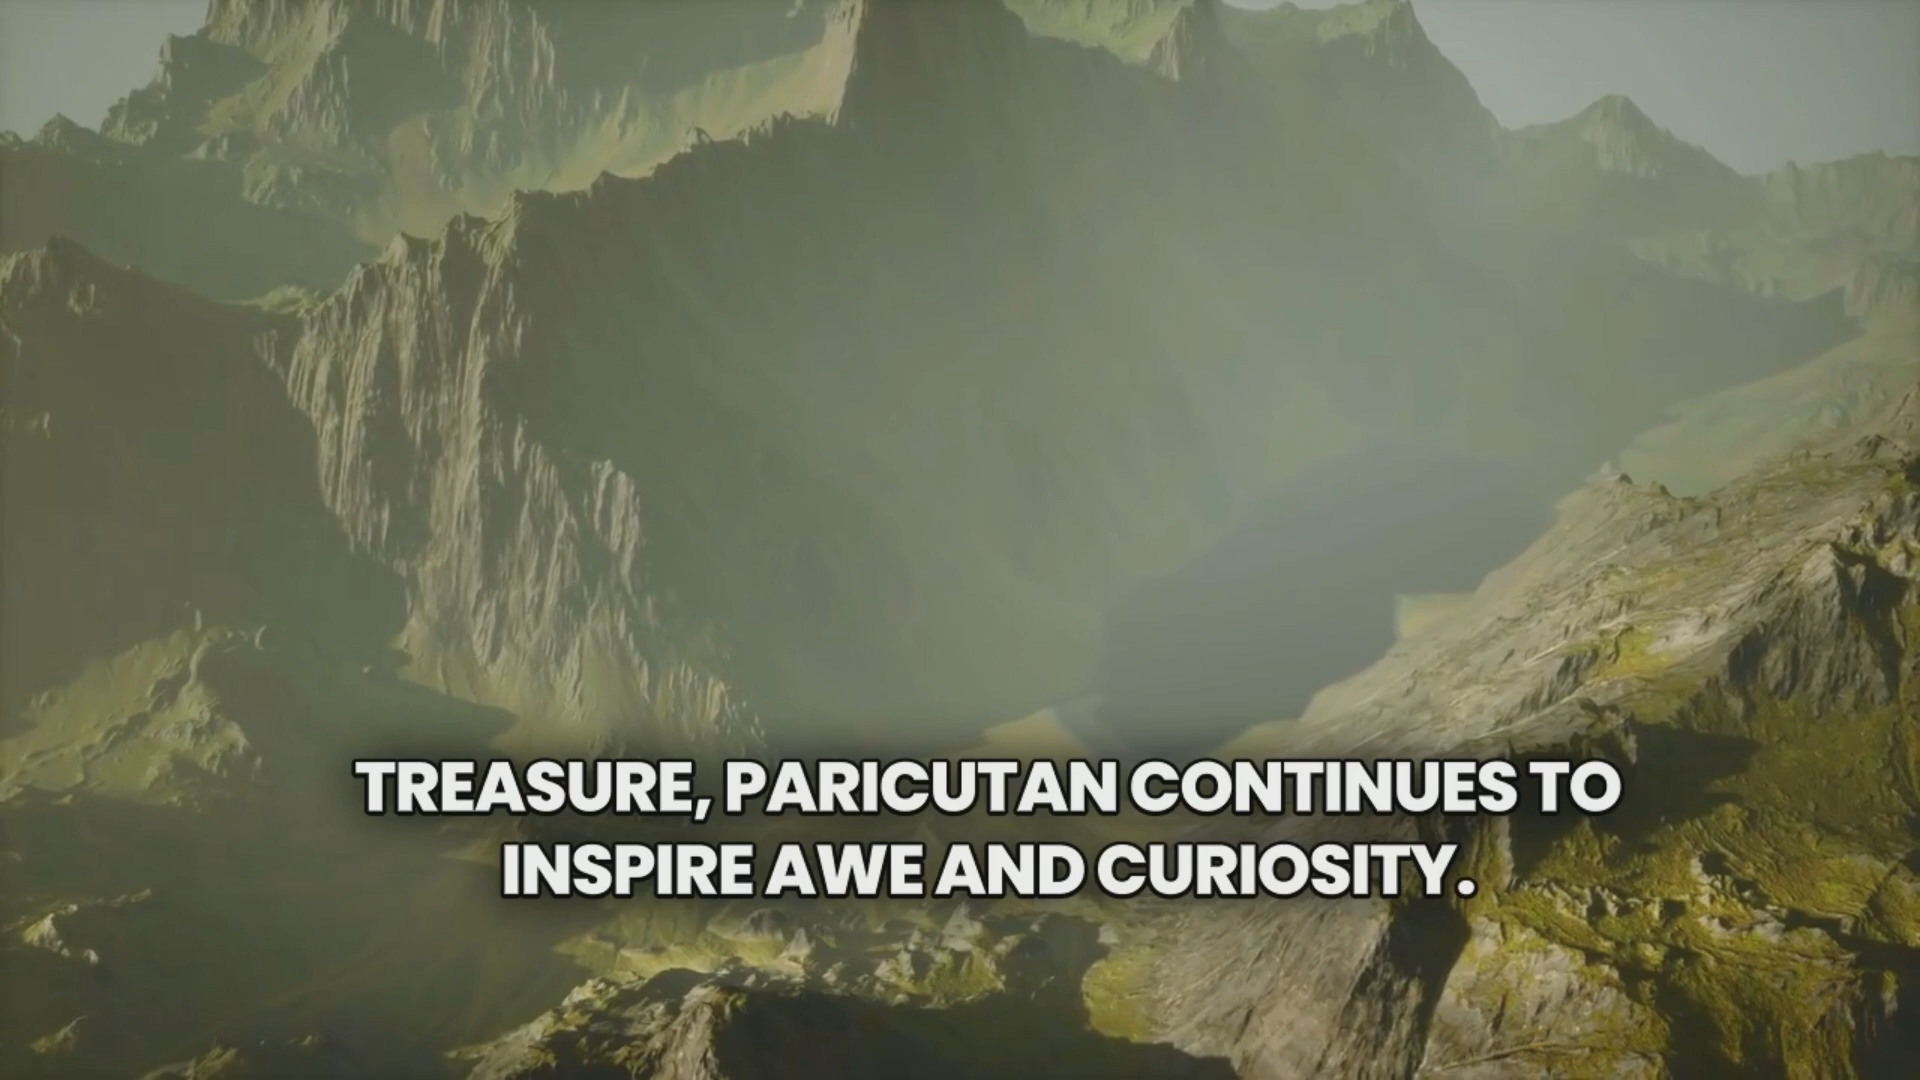 TREASURE, PARICUTAN CONTINUES TO
INSPIRE AWE AND CURIOSITY.